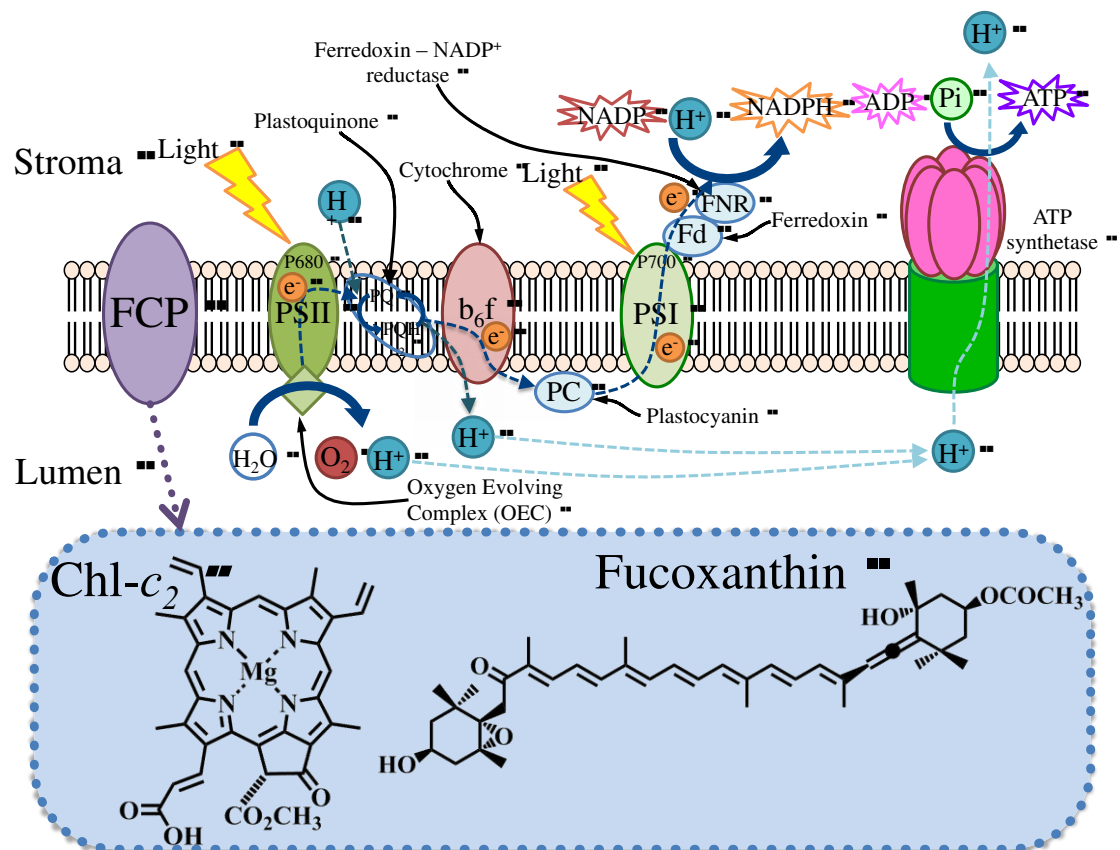 H⁺
Ferredoxin – NADP⁺
reductase
NADP
H⁺
NADPH
ADP
Pi
ATP
Plastoquinone
Stroma
Light
Cytochrome
Light
H
+
e⁻
FNR
Fd
Ferredoxin
ATP
synthetase
P680
P700
e⁻
PQ
FCP
PSII
PQH
2
b₆f
e⁻
PSI
e⁻
PC
Plastocyanin
H₂O
O₂
H⁺
H⁺
H⁺
Lumen
Oxygen Evolving
Complex (OEC)
Chl-c₂
Fucoxanthin
N
N
Mg
N
N
O
OH
CO₂CH₃
O
HO
O
O
HO
OCOCH₃